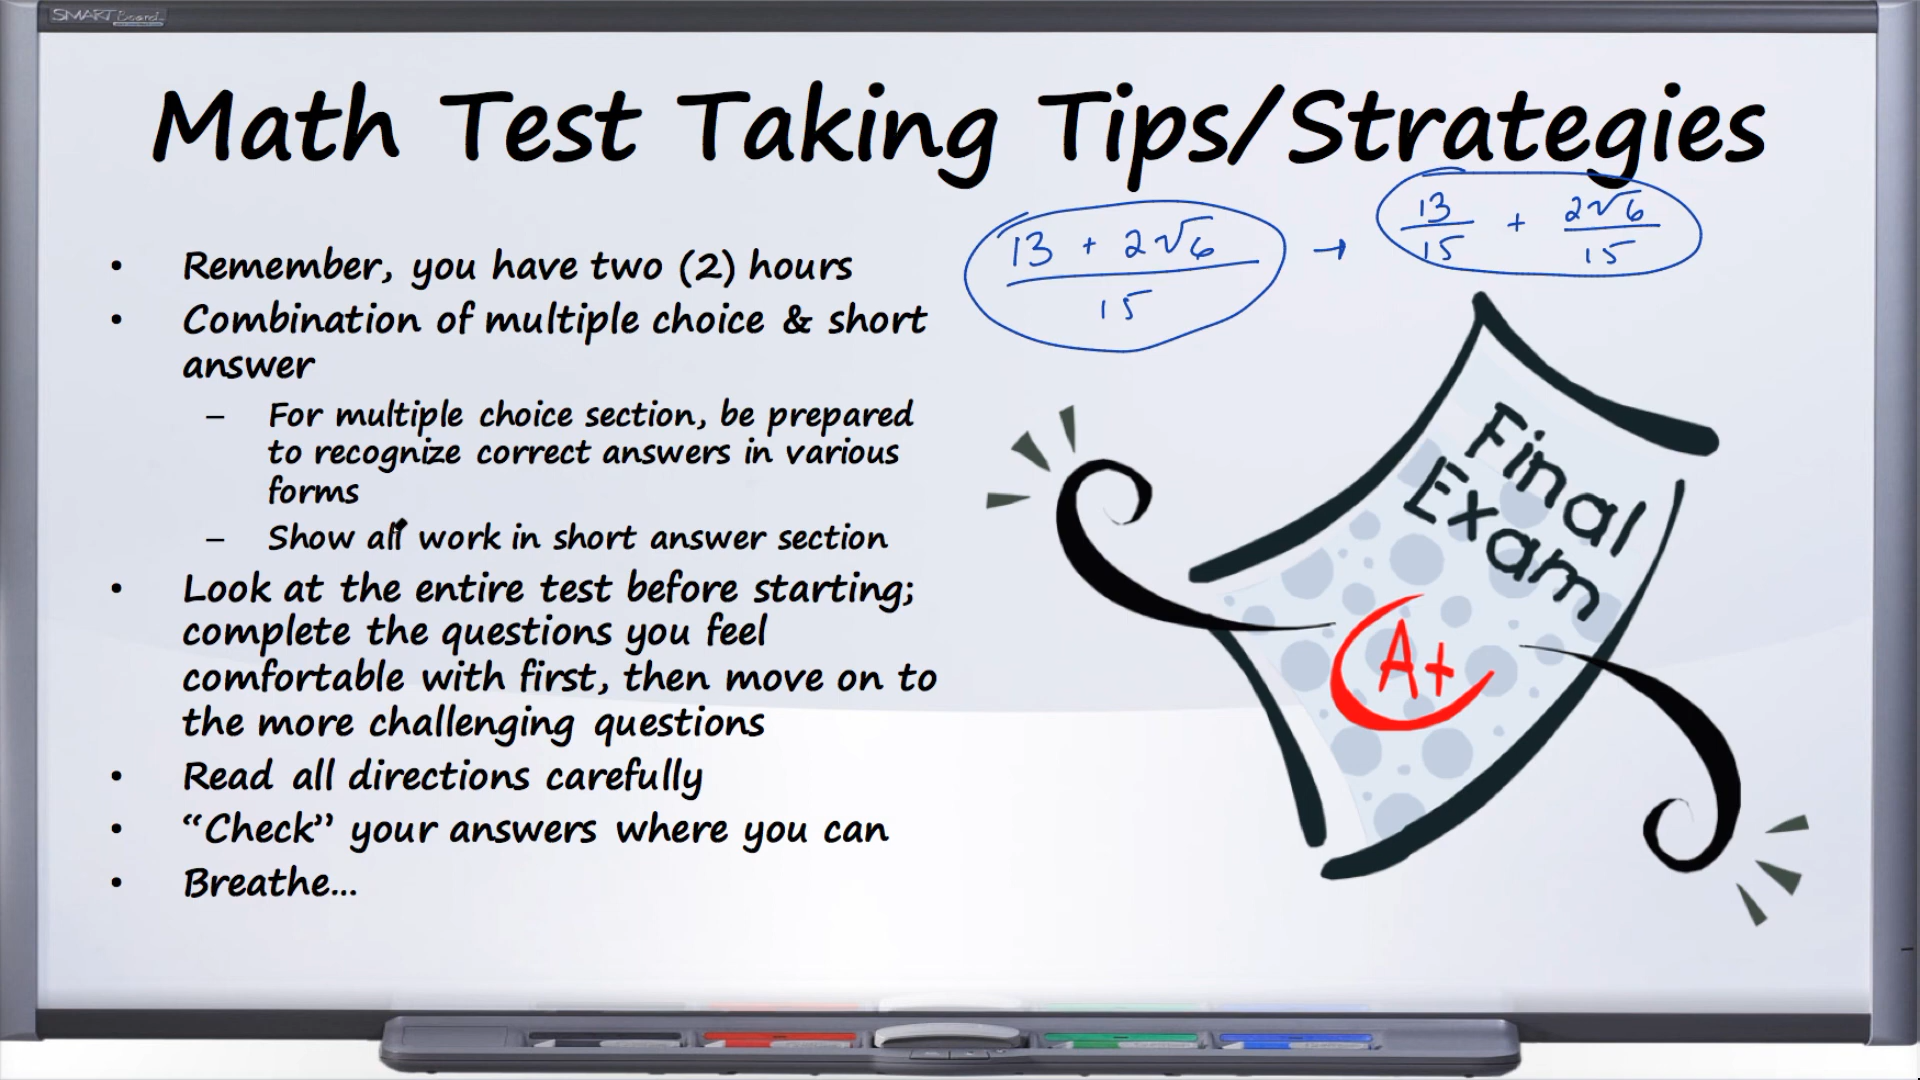 SMART Board
Math Test Taking Tips/Strategies
13 + 2√6
15
→
13/15 + 2√6/15
• Remember, you have two (2) hours
• Combination of multiple choice & short
answer
– For multiple choice section, be prepared
to recognize correct answers in various
forms
– Show all work in short answer section
• Look at the entire test before starting;
complete the questions you feel
comfortable with first, then move on to
the more challenging questions
• Read all directions carefully
• “Check” your answers where you can
• Breathe...
Final
Exam
A+